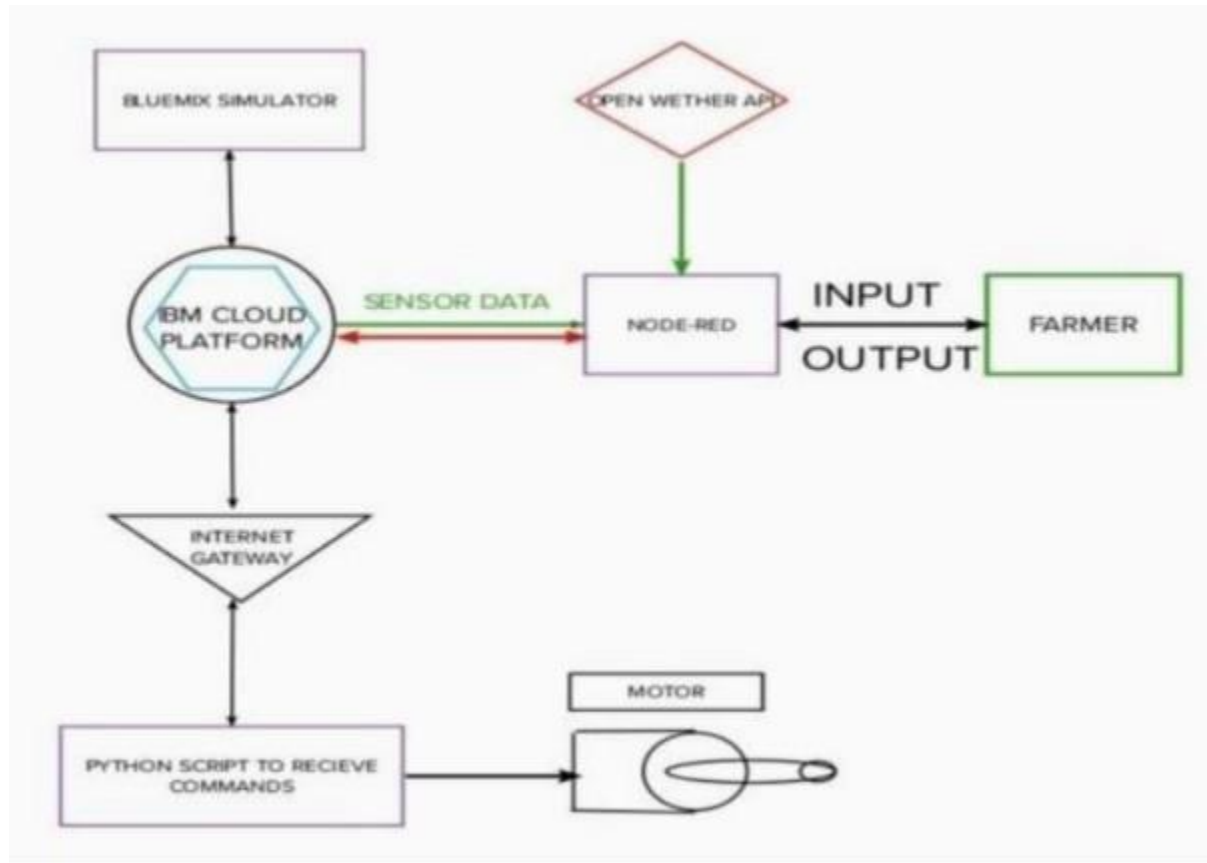 BLUEMIX SIMULATOR
OPEN WETHER API
IBM CLOUD
PLATFORM
SENSOR DATA
NODE-RED
INPUT
OUTPUT
FARMER
INTERNET
GATEWAY
MOTOR
PYTHON SCRIPT TO RECIEVE
COMMANDS